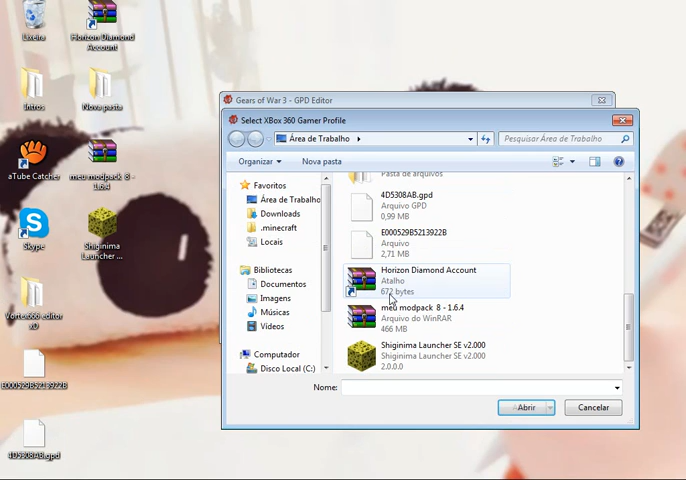 Lixeira
Horizon Diamond
Account
Intros
Nova pasta
aTube Catcher
meu modpack 8 -
1.6.4
Skype
Shiginima
Launcher ...
Vortex666 editor
xD
E000529B5213922B
4D5308AB.gpd
Gears of War 3 - GPD Editor
Select XBox 360 Gamer Profile
Área de Trabalho
Pesquisar Área de Trabalho
Organizar
Nova pasta
Favoritos
Área de Trabalho
Downloads
.minecraft
Locais
Bibliotecas
Documentos
Imagens
Músicas
Vídeos
Computador
Disco Local (C:)
Pasta de arquivos
4D5308AB.gpd
Arquivo GPD
0,99 MB
E000529B5213922B
Arquivo
2,71 MB
Horizon Diamond Account
Atalho
672 bytes
meu modpack 8 - 1.6.4
Arquivo do WinRAR
466 MB
Shiginima Launcher SE v2.000
Shiginima Launcher SE v2.000
2.0.0.0
Nome:
Abrir
Cancelar